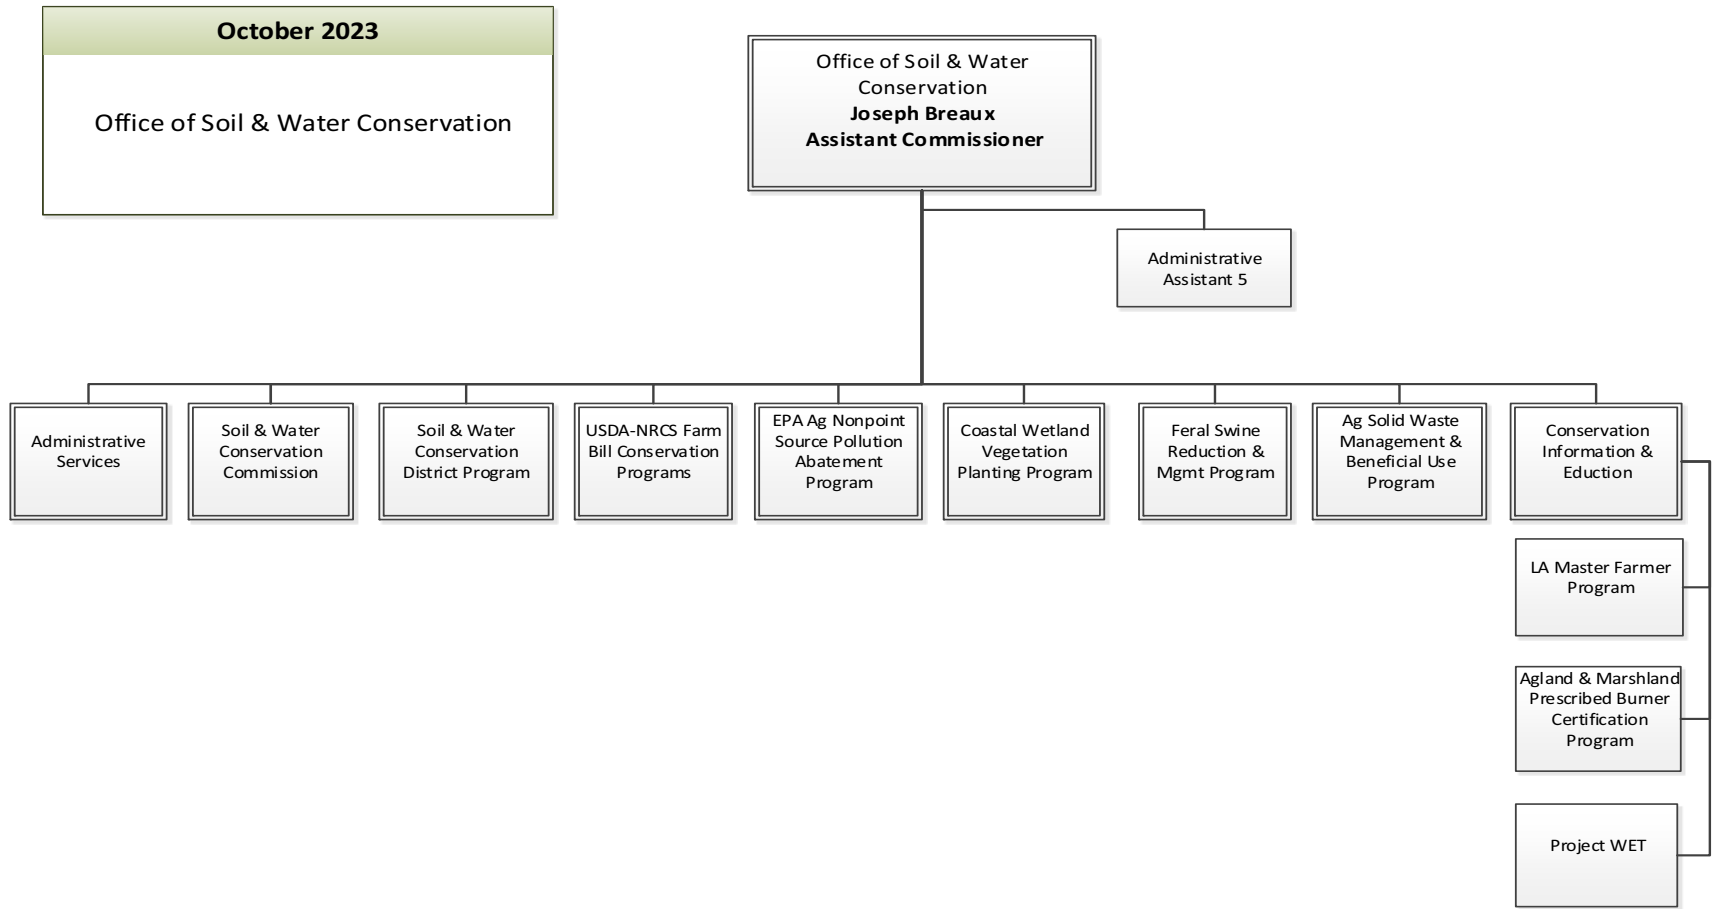 October 2023
Office of Soil & Water Conservation
Office of Soil & Water
Conservation
Joseph Breaux
Assistant Commissioner
Administrative
Assistant 5
Administrative
Services
Soil & Water
Conservation
Commission
Soil & Water
Conservation
District Program
USDA-NRCS Farm
Bill Conservation
Programs
EPA Ag Nonpoint
Source Pollution
Abatement
Program
Coastal Wetland
Vegetation
Planting Program
Feral Swine
Reduction &
Mgmt Program
Ag Solid Waste
Management &
Beneficial Use
Program
Conservation
Information &
Eduction
LA Master Farmer
Program
Agland & Marshland
Prescribed Burner
Certification
Program
Project WET